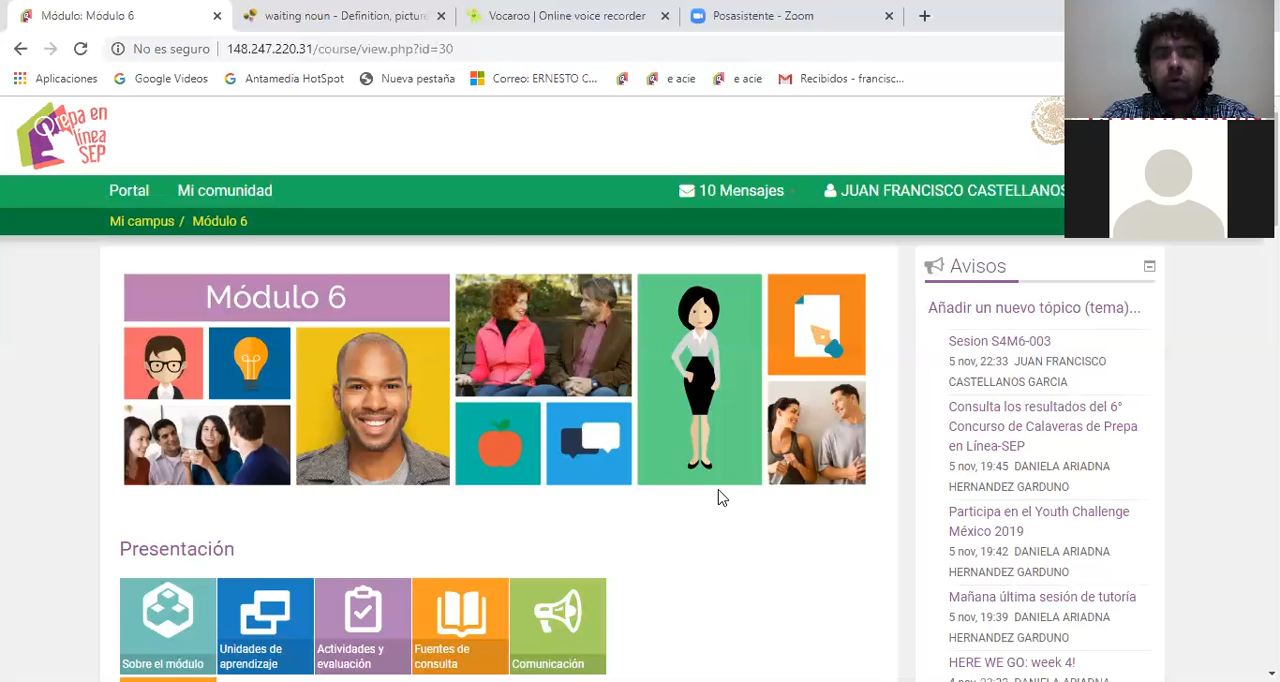 Módulo: Módulo 6
waiting noun - Definition, picture
Vocaroo | Online voice recorder
Posasistente - Zoom
No es seguro | 148.247.220.31/course/view.php?id=30
Aplicaciones
Google Videos
Antamedia HotSpot
Nueva pestaña
Correo: ERNESTO C...
e acie
e acie
Recibidos - francisc...
Prepa en
línea
SEP
Portal
Mi comunidad
10 Mensajes
JUAN FRANCISCO CASTELLANOS
Mi campus / Módulo 6
Módulo 6
Presentación
Sobre el módulo
Unidades de
aprendizaje
Actividades y
evaluación
Fuentes de
consulta
Comunicación
Avisos
Añadir un nuevo tópico (tema)...
Sesion S4M6-003
5 nov, 22:33 JUAN FRANCISCO
CASTELLANOS GARCIA
Consulta los resultados del 6°
Concurso de Calaveras de Prepa
en Línea-SEP
5 nov, 19:45 DANIELA ARIADNA
HERNANDEZ GARDUNO
Participa en el Youth Challenge
México 2019
5 nov, 19:42 DANIELA ARIADNA
HERNANDEZ GARDUNO
Mañana última sesión de tutoría
5 nov, 19:39 DANIELA ARIADNA
HERNANDEZ GARDUNO
HERE WE GO: week 4!